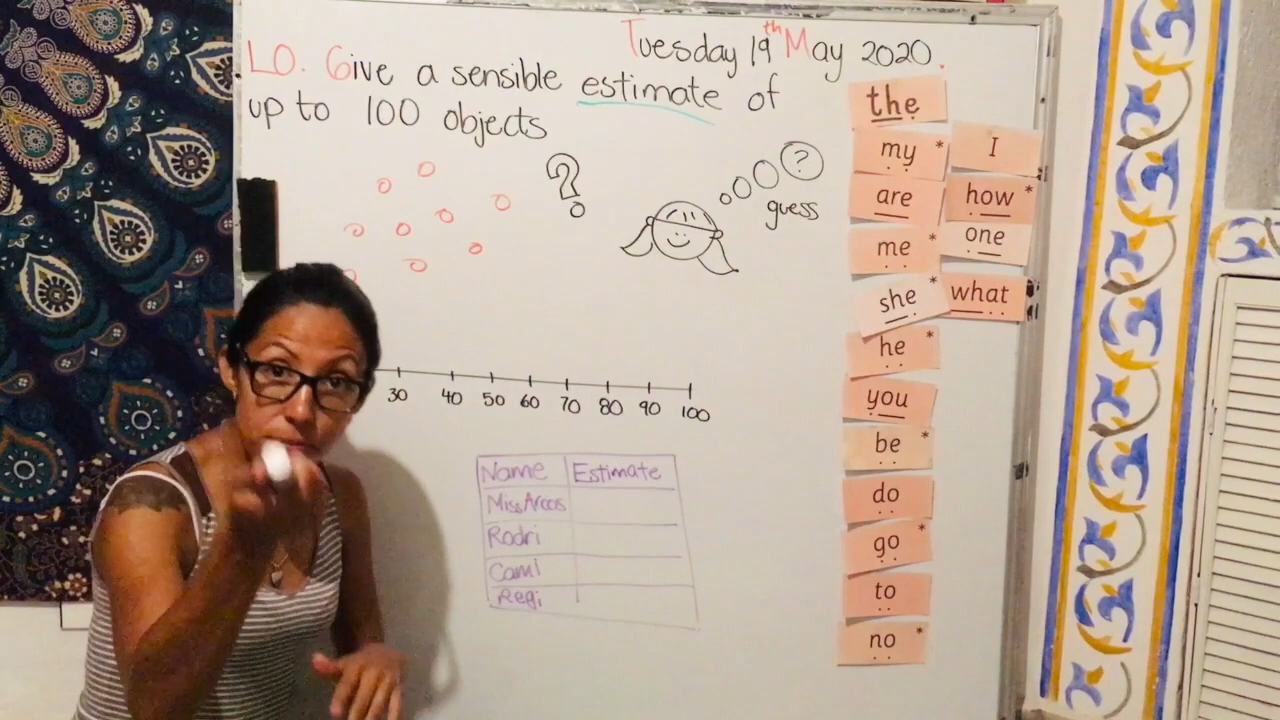 Tuesday 19th May 2020.
LO. Give a sensible estimate of
up to 100 objects
?
?
guess
30 40 50 60 70 80 90 100
Name Estimate
Miss Arcos
Rodri
Caml
Regi
the
my *
I
are
how *
me *
one
she *
what
he *
you
be *
do
go *
to
no *